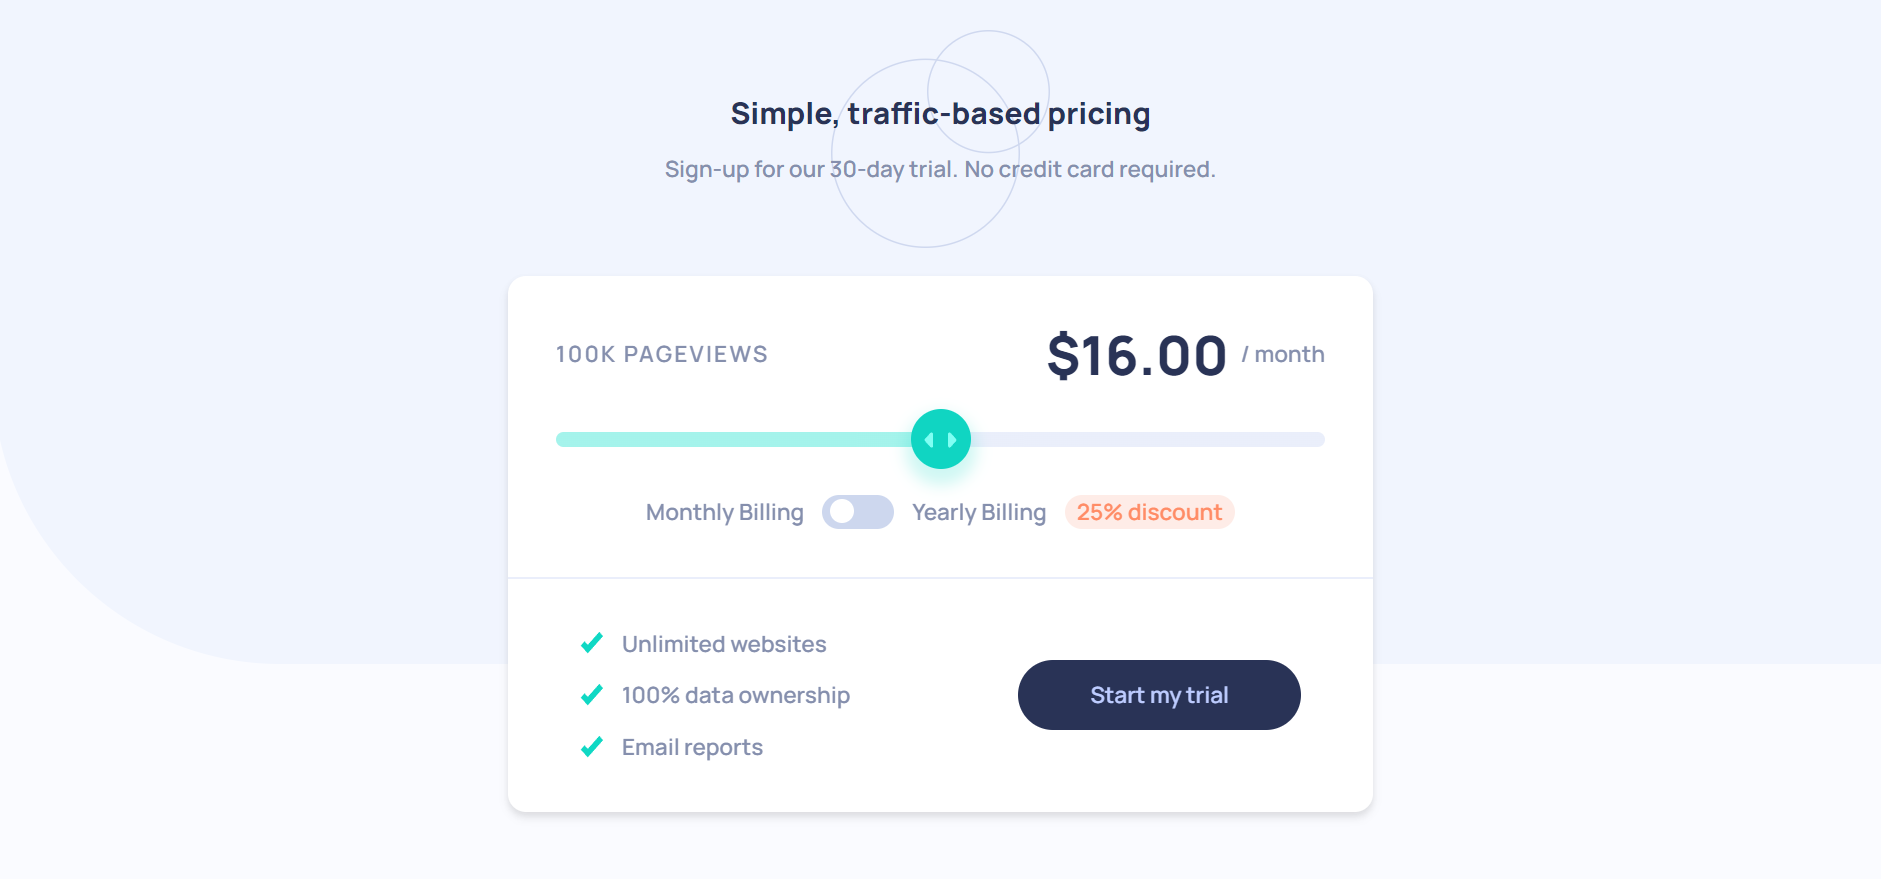 Simple, traffic-based pricing
Sign-up for our 30-day trial. No credit card required.
100K PAGEVIEWS
$16.00 / month
Monthly Billing
Yearly Billing
25% discount
Unlimited websites
100% data ownership
Email reports
Start my trial